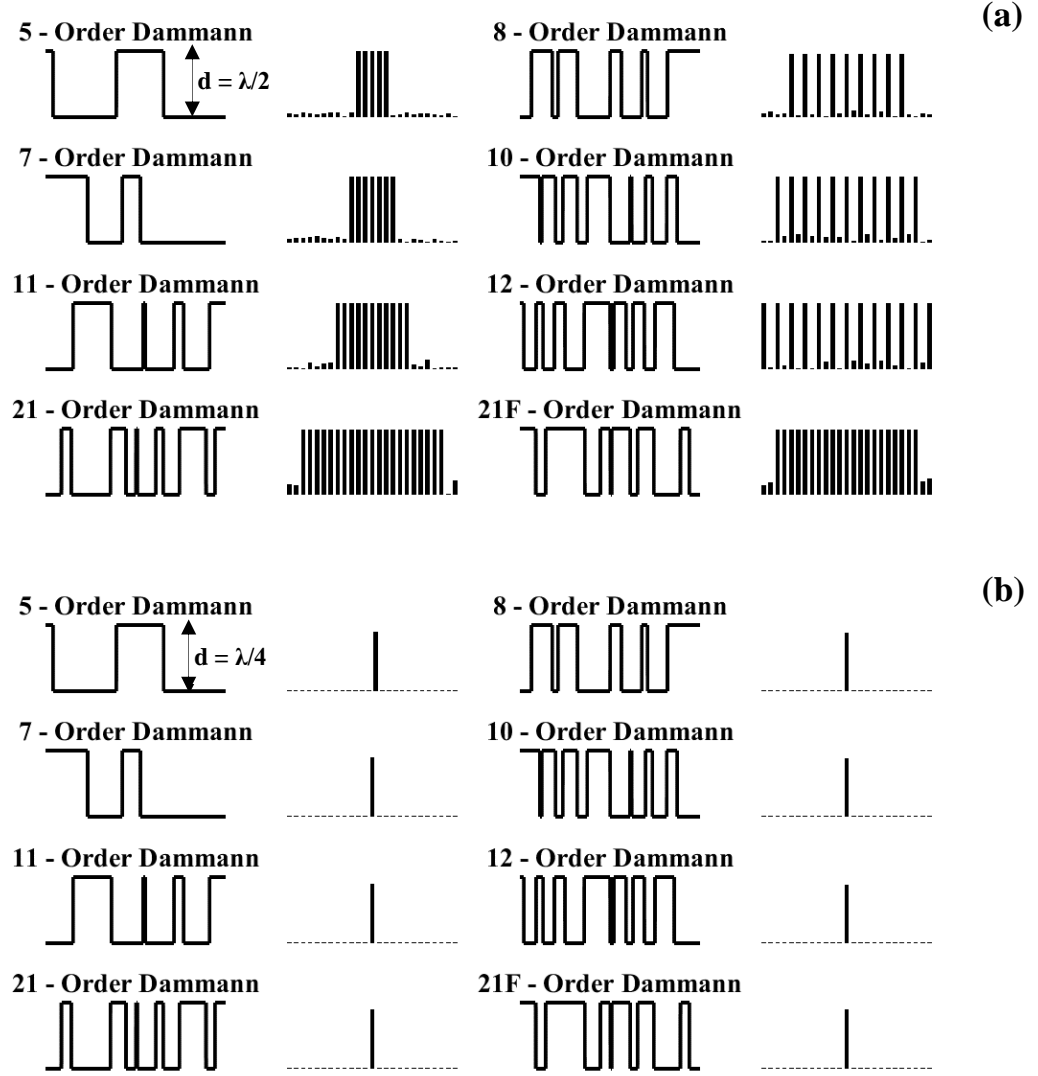 (a)
5 - Order Dammann
8 - Order Dammann
d = λ/2
7 - Order Dammann
10 - Order Dammann
11 - Order Dammann
12 - Order Dammann
21 - Order Dammann
21F - Order Dammann
(b)
5 - Order Dammann
8 - Order Dammann
d = λ/4
7 - Order Dammann
10 - Order Dammann
11 - Order Dammann
12 - Order Dammann
21 - Order Dammann
21F - Order Dammann